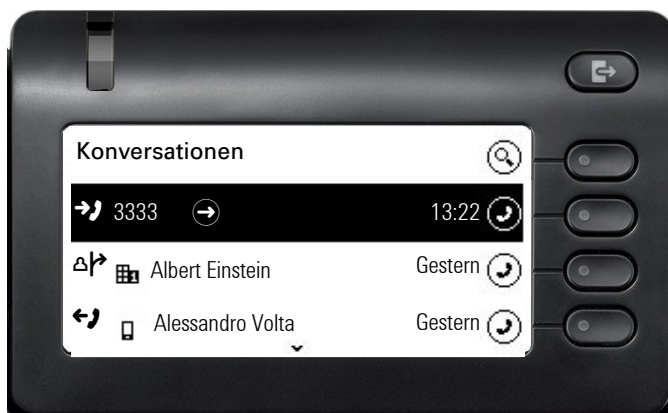 Konversationen
3333 13:22
Albert Einstein Gestern
Alessandro Volta Gestern